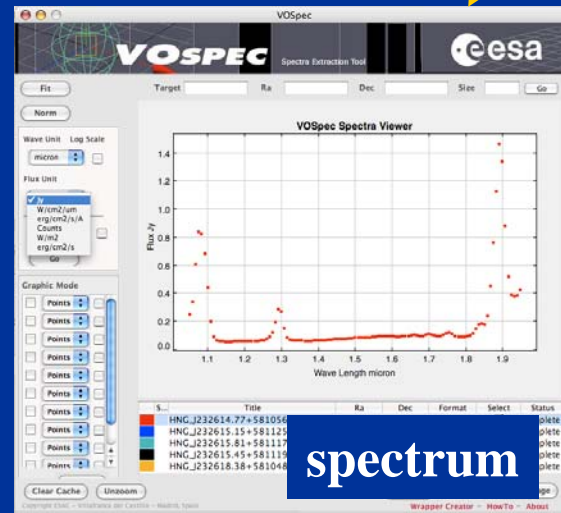 VOSpec
VOSPEC
Spectra Extraction Tool
esa
Fit
Target
Ra
Dec
Size
Go
Norm
Wave Unit Log Scale
micron
Flux Unit
Jy
W/cm2/um
erg/cm2/s/A
Counts
W/m2
erg/cm2/s
Go
VOSpec Spectra Viewer
Flux Jy
1.4
1.2
1.0
0.8
0.6
0.4
0.2
0.0
1.1 1.2 1.3 1.4 1.5 1.6 1.7 1.8 1.9
Wave Length micron
Graphic Mode
Points
Points
Points
Points
Points
Points
Points
Points
Points
Points
S... Title Ra Dec Format Select Status
HNG_J232614.77+581056
HNG_J232615.15+581125
HNG_J232615.81+581117
HNG_J232615.45+581119
HNG_J232618.38+581048
plete
plete
plete
plete
spectrum
Clear Cache
Unzoom
Wrapper Creator - HowTo - About